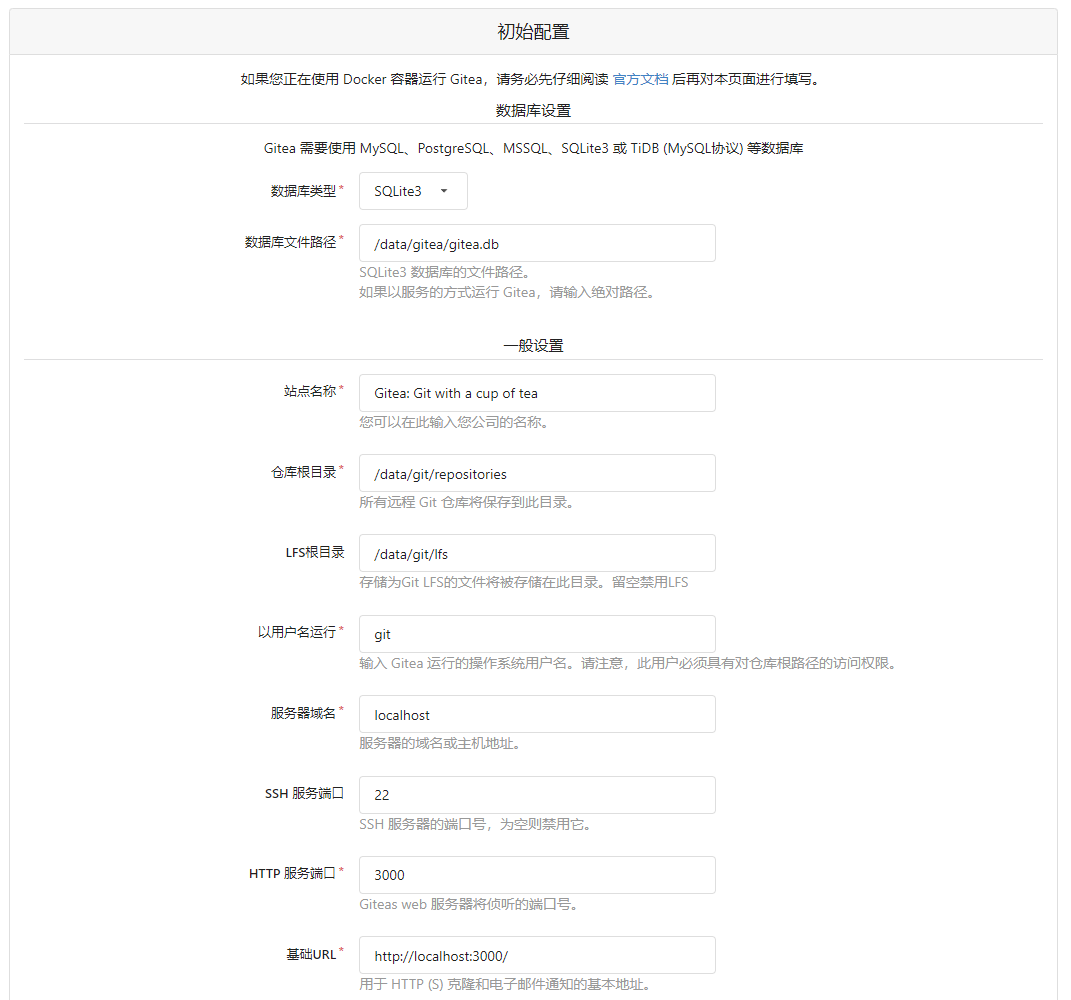 初始配置
如果您正在使用 Docker 容器运行 Gitea，请务必先仔细阅读 官方文档 后再对本页面进行填写。
数据库设置
Gitea 需要使用 MySQL、PostgreSQL、MSSQL、SQLite3 或 TiDB (MySQL协议) 等数据库
数据库类型* SQLite3
数据库文件路径* /data/gitea/gitea.db
SQLite3 数据库的文件路径。
如果以服务的方式运行 Gitea，请输入绝对路径。
一般设置
站点名称* Gitea: Git with a cup of tea
您可以在此输入您公司的名称。
仓库根目录* /data/git/repositories
所有远程 Git 仓库将保存到此目录。
LFS根目录 /data/git/lfs
存储为Git LFS的文件将被存储在此目录。留空禁用LFS
以用户名运行* git
输入 Gitea 运行的操作系统用户名。请注意，此用户必须具有对仓库根路径的访问权限。
服务器域名* localhost
服务器的域名或主机地址。
SSH 服务端口 22
SSH 服务器的端口号，为空则禁用它。
HTTP 服务端口* 3000
Giteas web 服务器将侦听的端口号。
基础URL* http://localhost:3000/
用于 HTTP (S) 克隆和电子邮件通知的基本地址。